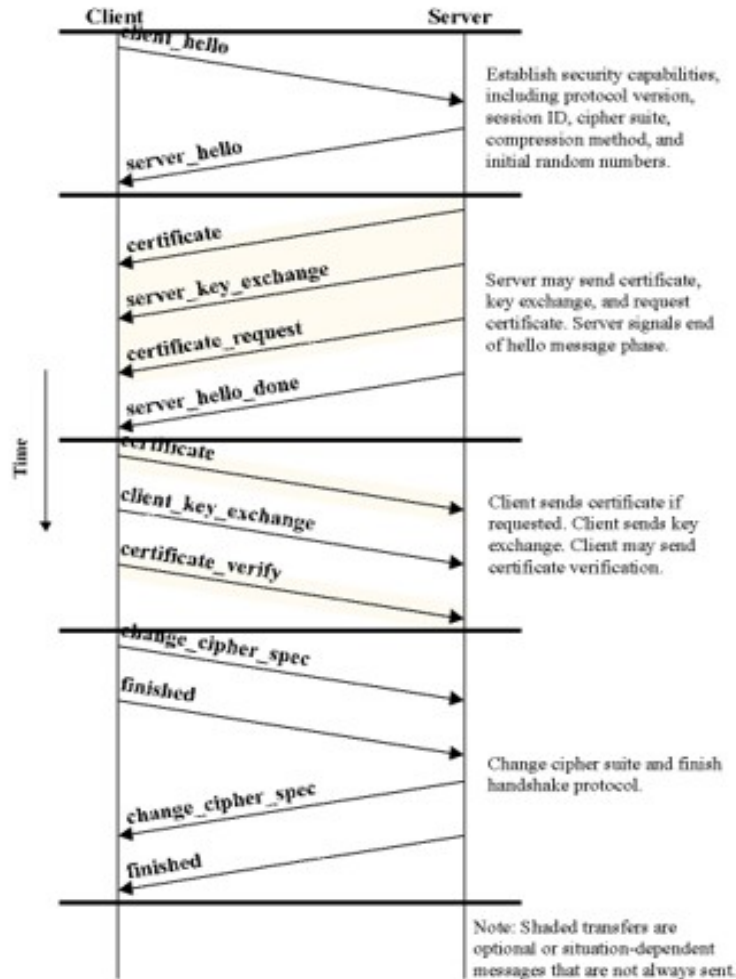 Client
Server
client_hello
Establish security capabilities,
including protocol version,
session ID, cipher suite,
compression method, and
initial random numbers.
server_hello
certificate
server_key_exchange
Server may send certificate,
key exchange, and request
certificate. Server signals end
of hello message phase.
certificate_request
server_hello_done
Time
certificate
client_key_exchange
Client sends certificate if
requested. Client sends key
exchange. Client may send
certificate verification.
certificate_verify
change_cipher_spec
finished
Change cipher suite and finish
handshake protocol.
change_cipher_spec
finished
Note: Shaded transfers are
optional or situation-dependent
messages that are not always sent.